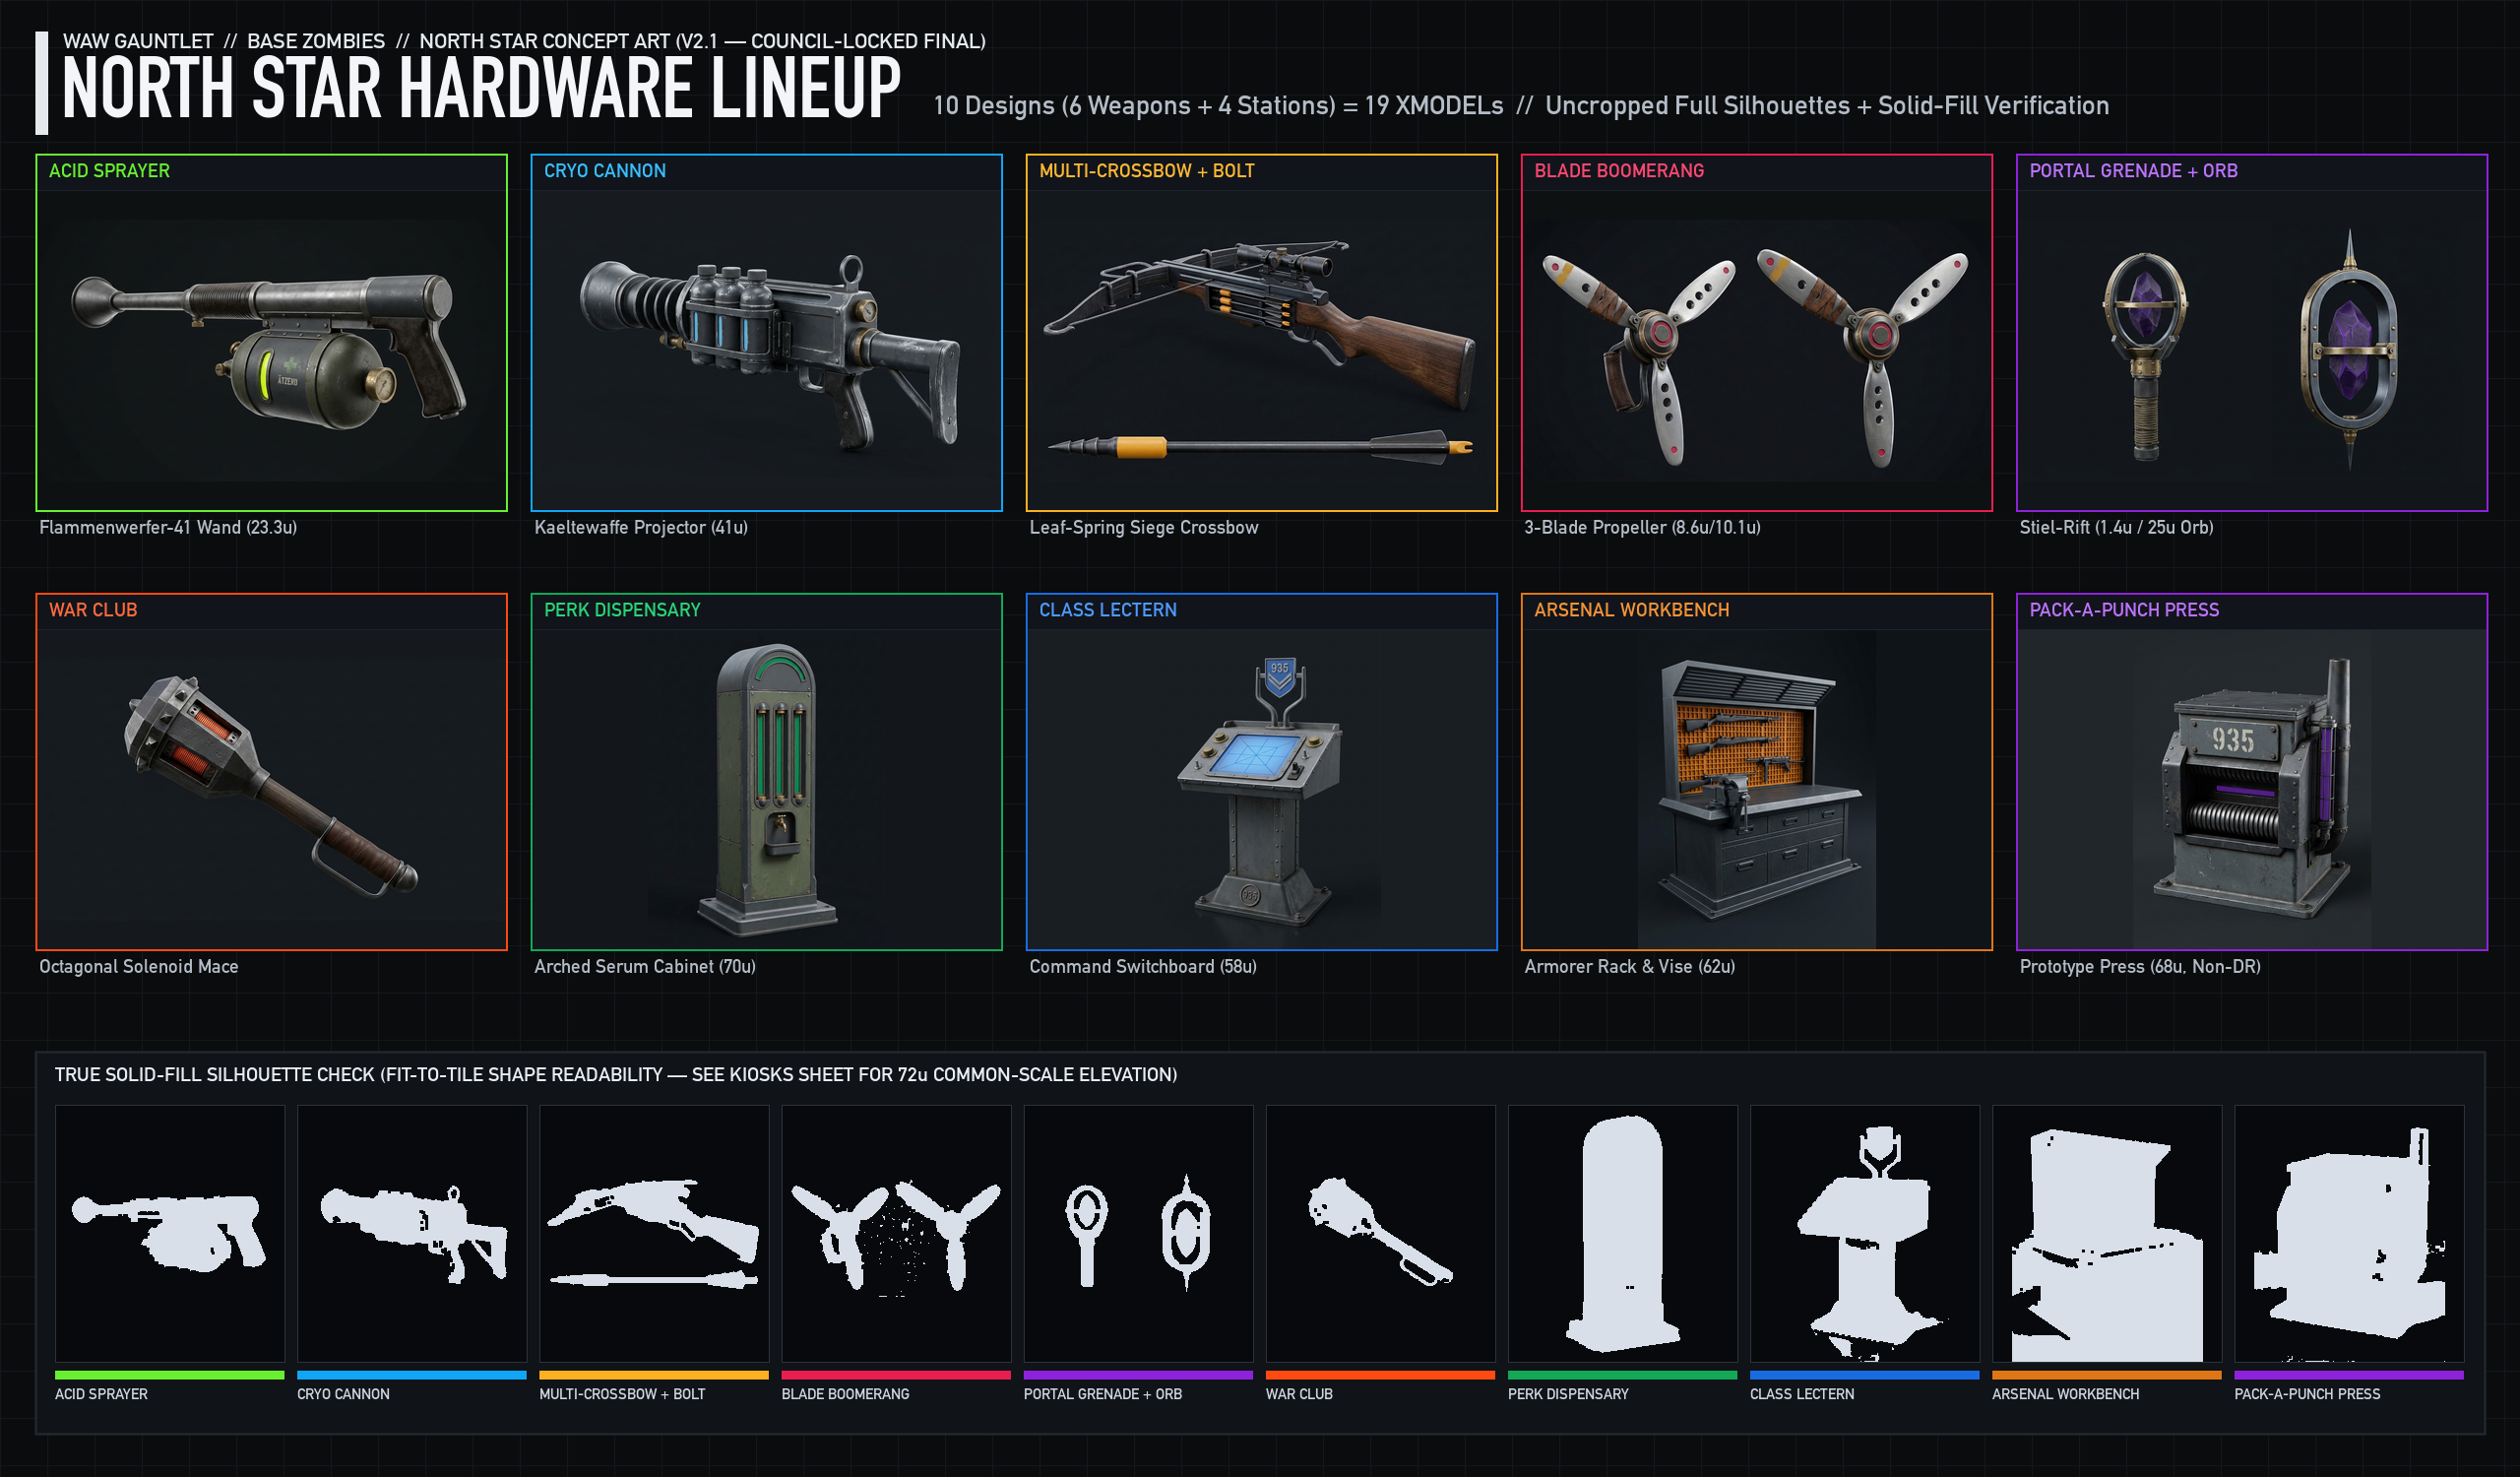 WAW GAUNTLET // BASE ZOMBIES // NORTH STAR CONCEPT ART (V2.1 — COUNCIL-LOCKED FINAL)
NORTH STAR HARDWARE LINEUP
10 Designs (6 Weapons + 4 Stations) = 19 XMODELs // Uncropped Full Silhouettes + Solid-Fill Verification
ACID SPRAYER
CRYO CANNON
MULTI-CROSSBOW + BOLT
BLADE BOOMERANG
PORTAL GRENADE + ORB
ÄTZEND
Flammenwerfer-41 Wand (23.3u)
Kaeltewaffe Projector (41u)
Leaf-Spring Siege Crossbow
3-Blade Propeller (8.6u/10.1u)
Stiel-Rift (1.4u / 25u Orb)
WAR CLUB
PERK DISPENSARY
CLASS LECTERN
ARSENAL WORKBENCH
PACK-A-PUNCH PRESS
935
935
935
Octagonal Solenoid Mace
Arched Serum Cabinet (70u)
Command Switchboard (58u)
Armorer Rack & Vise (62u)
Prototype Press (68u, Non-DR)
TRUE SOLID-FILL SILHOUETTE CHECK (FIT-TO-TILE SHAPE READABILITY — SEE KIOSKS SHEET FOR 72u COMMON-SCALE ELEVATION)
ACID SPRAYER
CRYO CANNON
MULTI-CROSSBOW + BOLT
BLADE BOOMERANG
PORTAL GRENADE + ORB
WAR CLUB
PERK DISPENSARY
CLASS LECTERN
ARSENAL WORKBENCH
PACK-A-PUNCH PRESS